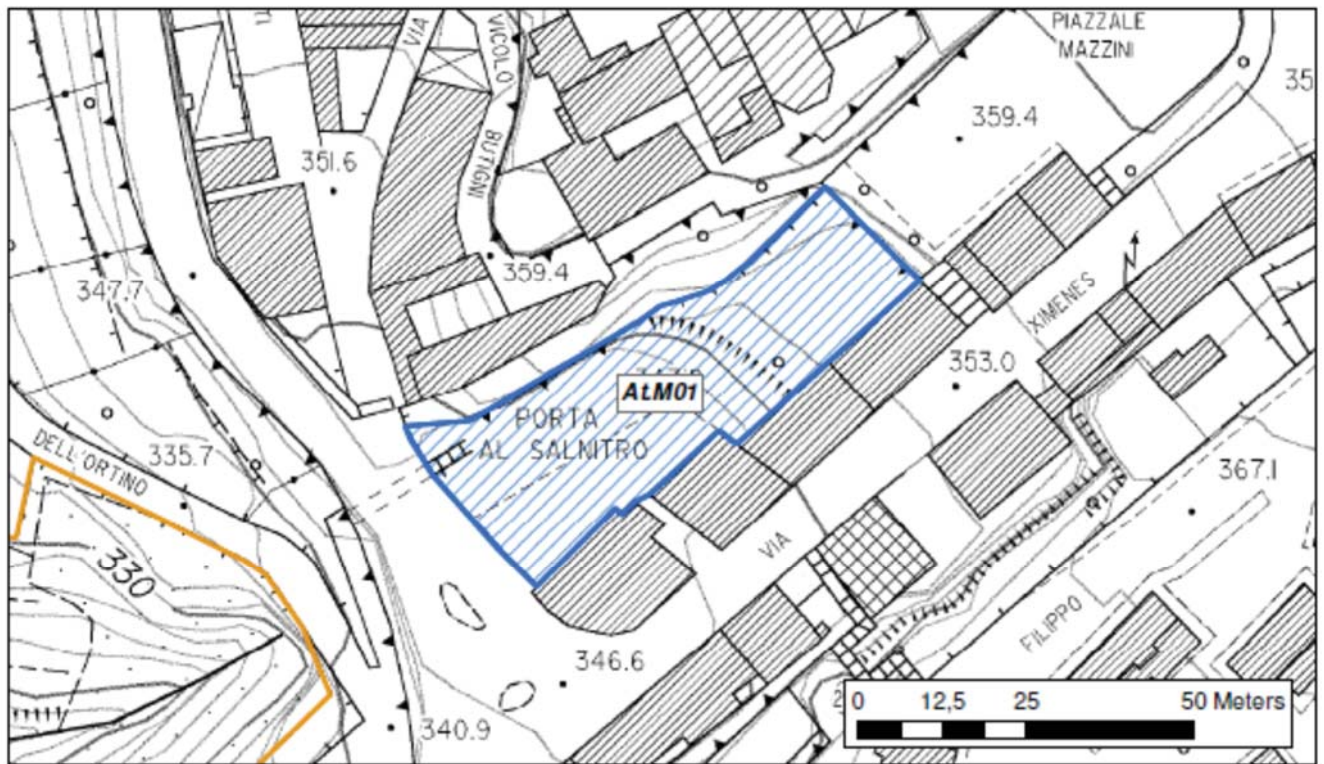 PIAZZALE
MAZZINI
VIA
VICOLO
BUTIGNI
35
359.4
351.6
359.4
347.7
XIMENES
353.0
AtM01
PORTA
AL SALNITRO
DELL'ORTINO
335.7
367.1
VIA
330
FILIPPO
346.6
340.9
0 12,5 25 50 Meters